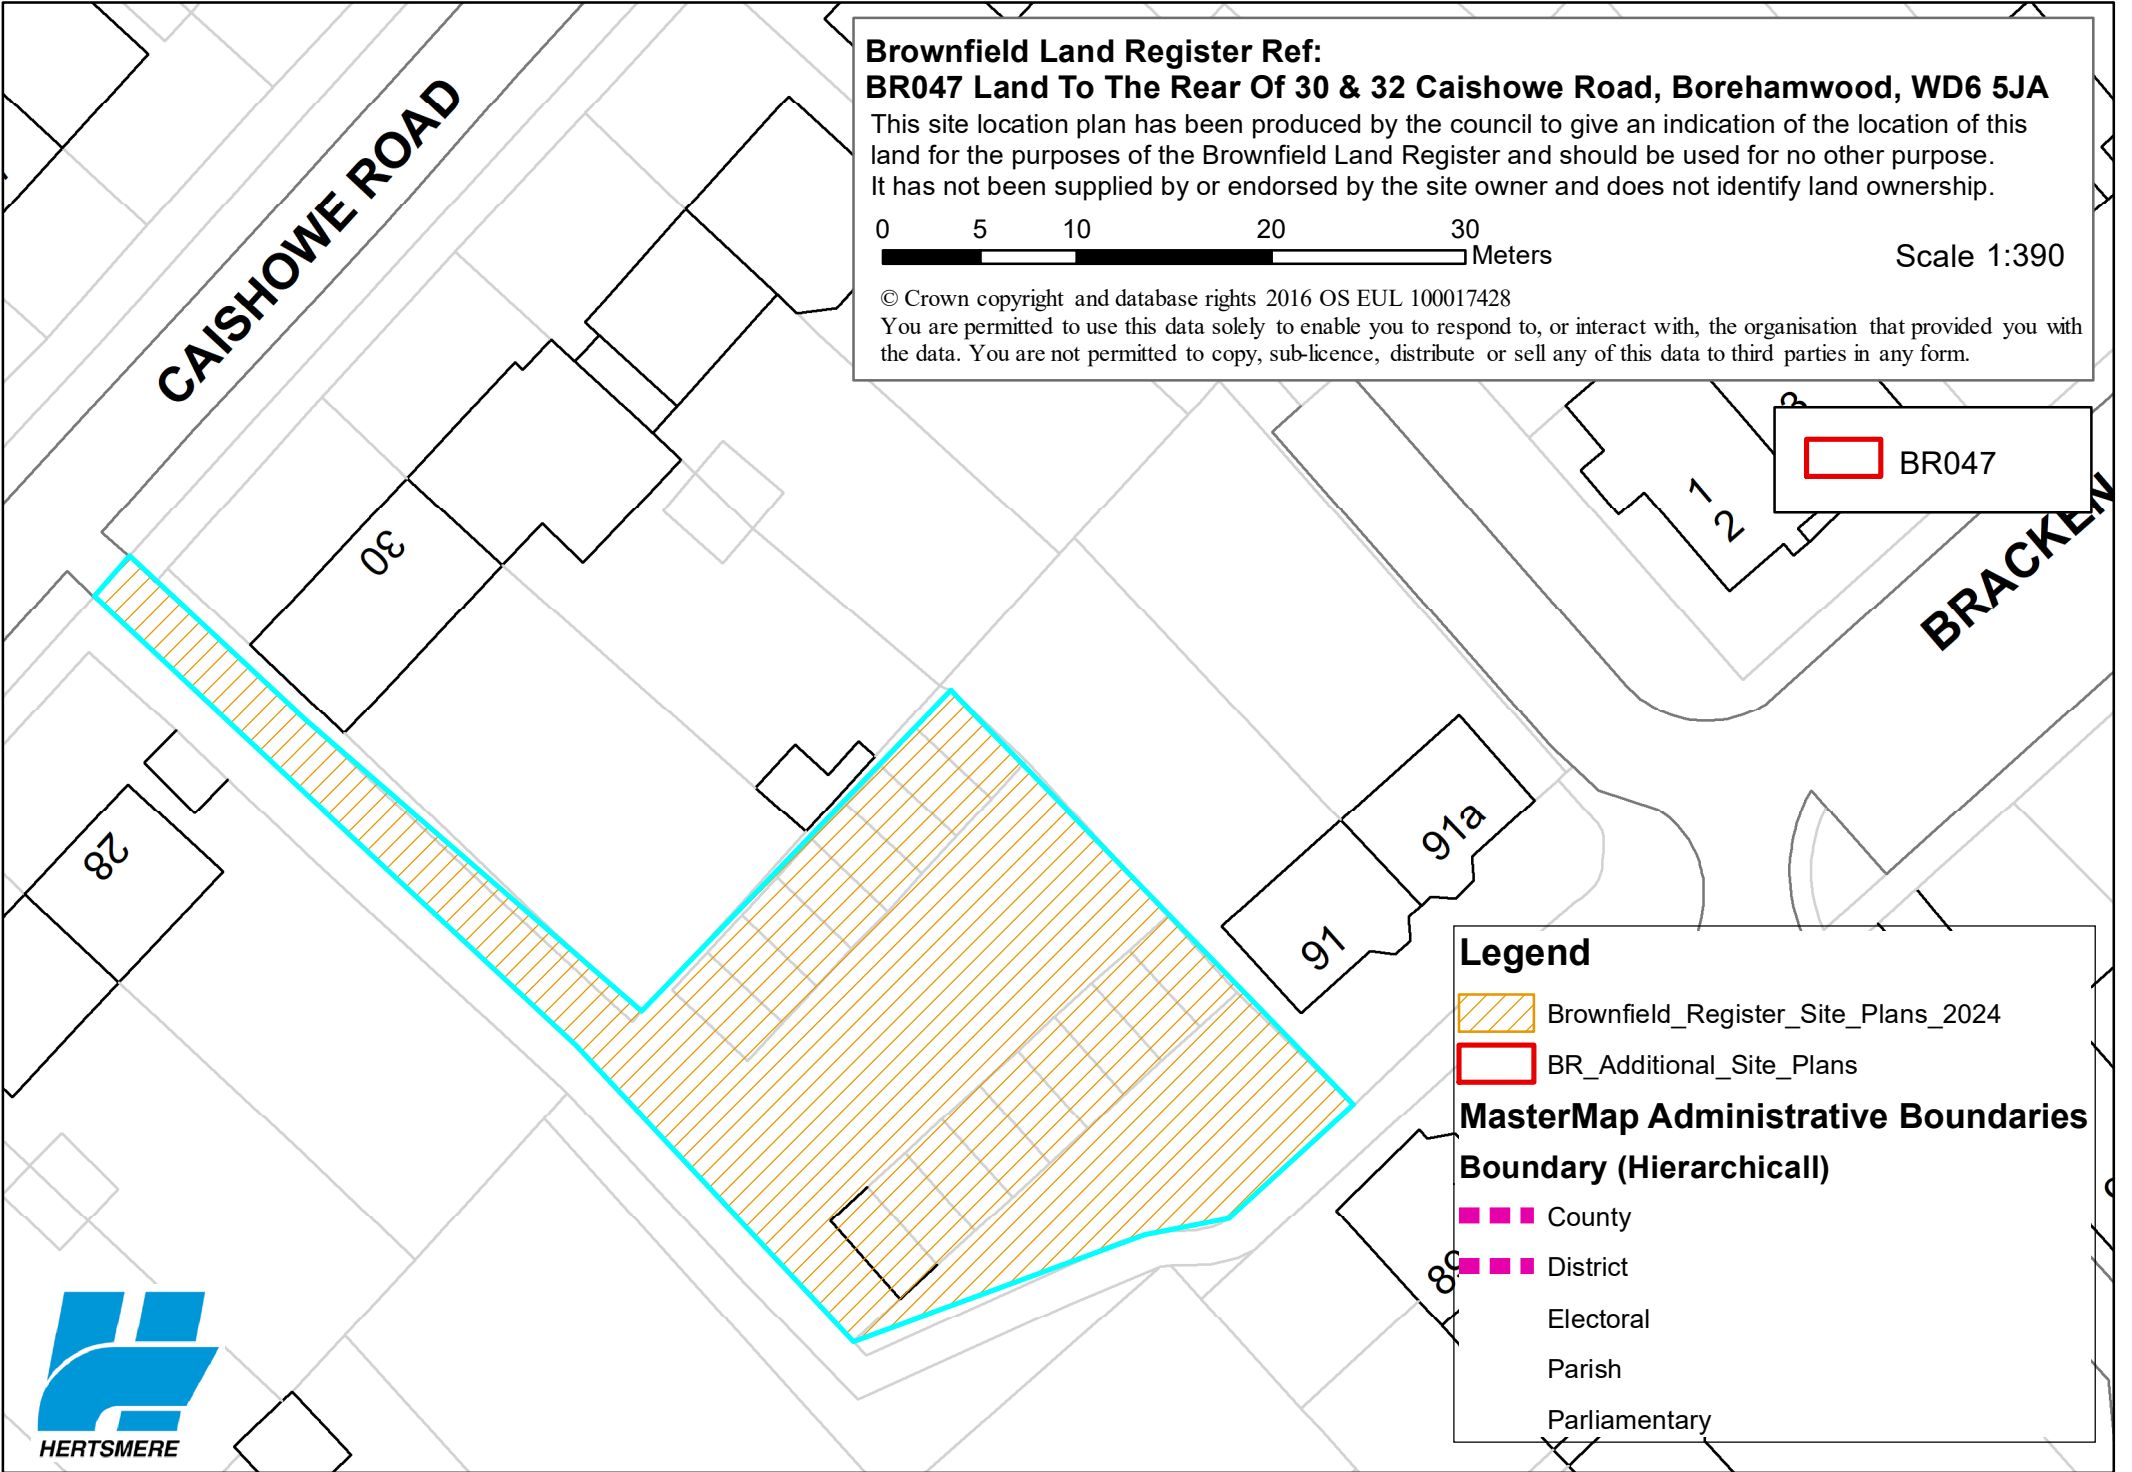 Brownfield Land Register Ref:
BR047 Land To The Rear Of 30 & 32 Caishowe Road, Borehamwood, WD6 5JA
This site location plan has been produced by the council to give an indication of the location of this
land for the purposes of the Brownfield Land Register and should be used for no other purpose.
It has not been supplied by or endorsed by the site owner and does not identify land ownership.
0 5 10 20 30
Meters
Scale 1:390
© Crown copyright and database rights 2016 OS EUL 100017428
You are permitted to use this data solely to enable you to respond to, or interact with, the organisation that provided you with
the data. You are not permitted to copy, sub-licence, distribute or sell any of this data to third parties in any form.
CAISHOWE ROAD
BR047
1
2
BRACKEN
30
28
91a
91
89
Legend
Brownfield_Register_Site_Plans_2024
BR_Additional_Site_Plans
MasterMap Administrative Boundaries
Boundary (Hierarchicall)
County
District
Electoral
Parish
Parliamentary
HERTSMERE